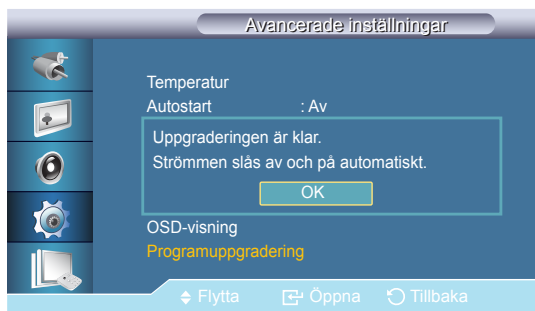 Avancerade inställningar
Temperatur
Autostart : Av
Uppgraderingen är klar.
Strömmen slås av och på automatiskt.
OK
OSD-visning
Programuppgradering
Flytta Öppna Tillbaka